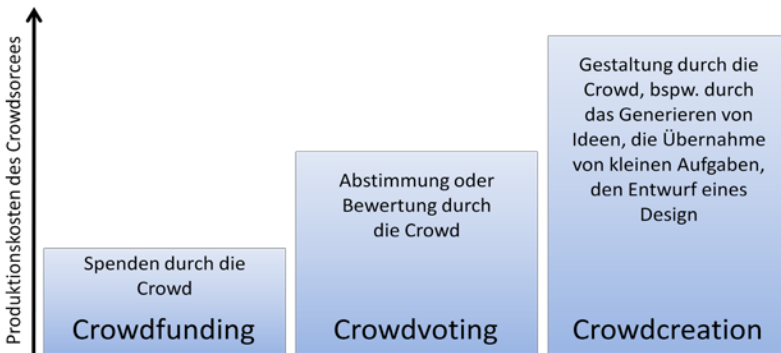 Produktionskosten des Crowdsorcees
Spenden durch die
Crowd
Crowdfunding
Abstimmung oder
Bewertung durch
die Crowd
Crowdvoting
Gestaltung durch die
Crowd, bspw. durch
das Generieren von
Ideen, die Übernahme
von kleinen Aufgaben,
den Entwurf eines
Design
Crowdcreation